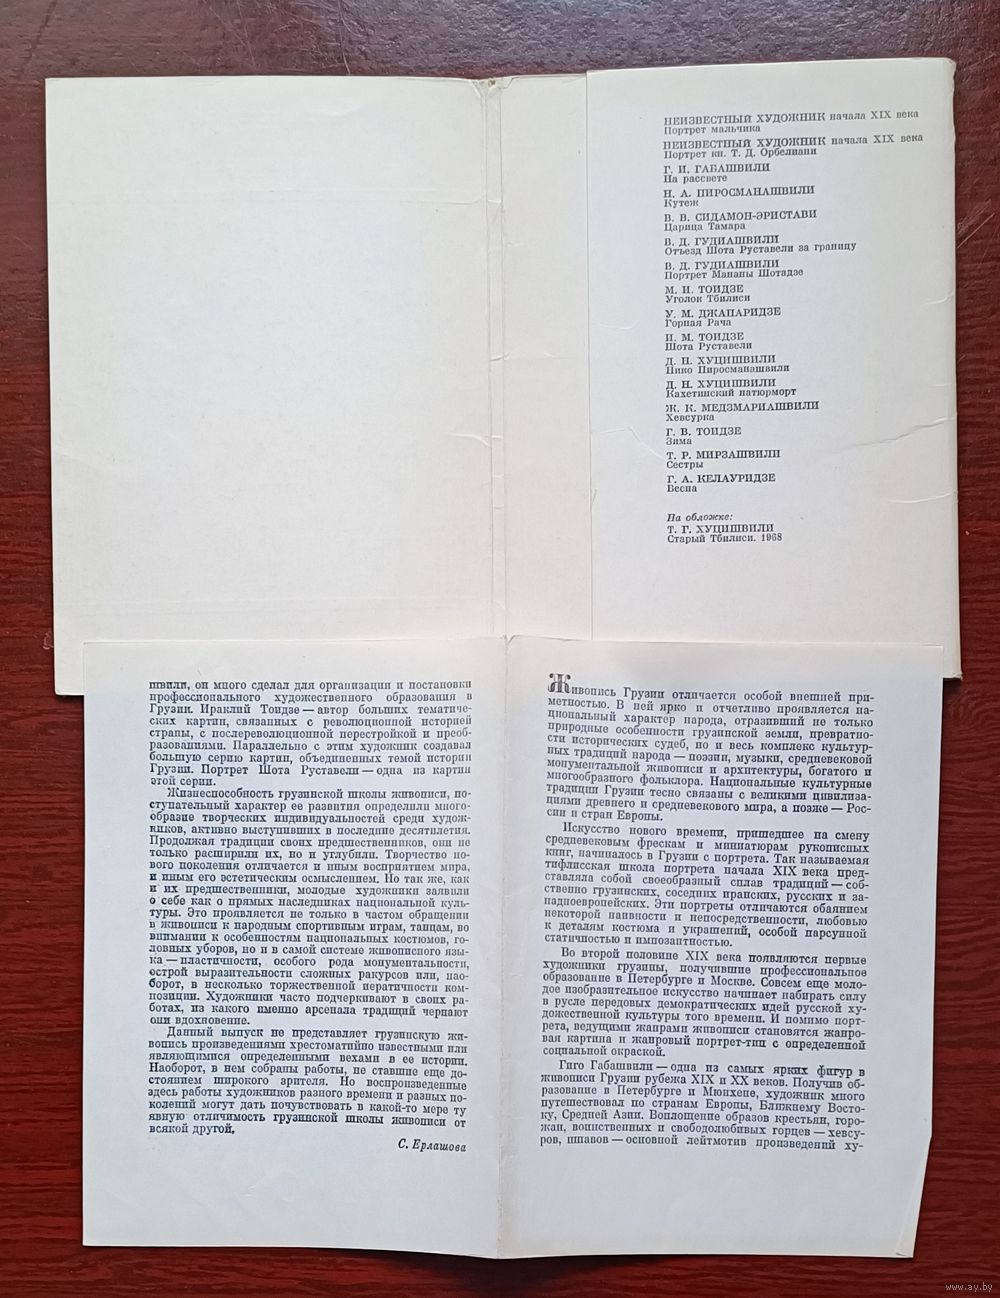 НЕИЗВЕСТНЫЙ ХУДОЖНИК начала XIX века
Портрет мальчика
НЕИЗВЕСТНЫЙ ХУДОЖНИК начала XIX века
Портрет кн. Т. Д. Орбелиани
Г. И. ГАБАШВИЛИ
На рассвете
Н. А. ПИРОСМАНАШВИЛИ
Кутеж
В. В. СИДАМОН-ЭРИСТАВИ
Царица Тамара
В. Д. ГУДИАШВИЛИ
Отъезд Шота Руставели за границу
В. Д. ГУДИАШВИЛИ
Портрет Мананы Шотадзе
М. И. ТОИДЗЕ
Уголок Тбилиси
У. М. ДЖАПАРИДЗЕ
Горная Рача
И. М. ТОИДЗЕ
Шота Руставели
Д. Н. ХУЦИШВИЛИ
Нико Пиросманашвили
Д. Н. ХУЦИШВИЛИ
Кахетинский натюрморт
Ж. К. МЕДЗМАРИАШВИЛИ
Хевсурка
Г. В. ТОИДЗЕ
Зима
Т. Р. МИРЗАШВИЛИ
Сестры
Г. А. КЕЛАУРИДЗЕ
Весна
На обложке:
Т. Г. ХУЦИШВИЛИ
Старый Тбилиси. 1968
швили, он много сделал для организации и постановки
профессионального художественного образования в
Грузии. Ираклий Тоидзе — автор больших тематиче-
ских картин, связанных с революционной историей
страны, с послереволюционной перестройкой и преоб-
разованиями. Параллельно с этим художник создавал
большую серию картин, объединенных темой истории
Грузии. Портрет Шота Руставели — одна из картин
этой серии.
Жизнеспособность грузинской школы живописи, по-
ступательный характер ее развития определили много-
образие творческих индивидуальностей среди худож-
ников, активно выступивших в последние десятилетия.
Продолжая традиции своих предшественников, они не
только расширили их, но и углубили. Творчество но-
вого поколения отличается и иным восприятием мира,
и иным его эстетическим осмыслением. Но так же, как
и их предшественники, молодые художники заявили
о себе как о прямых наследниках национальной куль-
туры. Это проявляется не только в частом обращении
в живописи к народным спортивным играм, танцам, во
внимании к особенностям национальных костюмов, го-
ловных уборов, но и в самой системе живописного язы-
ка — пластичности, особого рода монументальности,
острой выразительности сложных ракурсов или, нао-
борот, в несколько торжественной иератичности ком-
позиции. Художники часто подчеркивают в своих ра-
ботах, из какого именно арсенала традиций черпают
они вдохновение.
Данный выпуск не представляет грузинскую жи-
вопись произведениями хрестоматийно известными или
являющимися определенными вехами в ее истории.
Наоборот, в нем собраны работы, не ставшие еще до-
стоянием широкого зрителя. Но воспроизведенные
здесь работы художников разного времени и разных по-
колений могут дать почувствовать в какой-то мере ту
явную отличимость грузинской школы живописи от
всякой другой.
С. Ерлашова
Живопись Грузии отличается особой внешней при-
метностью. В ней ярко и отчетливо проявляется на-
циональный характер народа, отразивший не только
природные особенности грузинской земли, превратно-
сти исторических судеб, но и весь комплекс культур-
ных традиций народа — поэзии, музыки, средневековой
монументальной живописи и архитектуры, богатого и
многообразного фольклора. Национальные культурные
традиции Грузии тесно связаны с великими цивилиза-
циями древнего и средневекового мира, а позже — Рос-
сии и стран Европы.
Искусство нового времени, пришедшее на смену
средневековым фрескам и миниатюрам рукописных
книг, начиналось в Грузии с портрета. Так называемая
тифлисская школа портрета начала XIX века пред-
ставляла собой своеобразный сплав традиций — соб-
ственно грузинских, соседних иранских, русских и за-
падноевропейских. Эти портреты отличаются обаянием
некоторой наивности и непосредственности, любовью
к деталям костюма и украшений, особой парсунной
статичностью и импозантностью.
Во второй половине XIX века появляются первые
художники грузины, получившие профессиональное
образование в Петербурге и Москве. Совсем еще моло-
дое изобразительное искусство начинает набирать силу
в русле передовых демократических идей русской ху-
дожественной культуры того времени. И помимо порт-
рета, ведущими жанрами живописи становятся жанро-
вая картина и жанровый портрет-тип с определенной
социальной окраской.
Гиго Габашвили — одна из самых ярких фигур в
живописи Грузии рубежа XIX и XX веков. Получив об-
разование в Петербурге и Мюнхене, художник много
путешествовал по странам Европы, Ближнему Восто-
ку, Средней Азии. Воплощение образов крестьян, горо-
жан, воинственных и свободолюбивых горцев — хевсу-
ров, пшавов — основной лейтмотив произведений ху-
www.ay.by